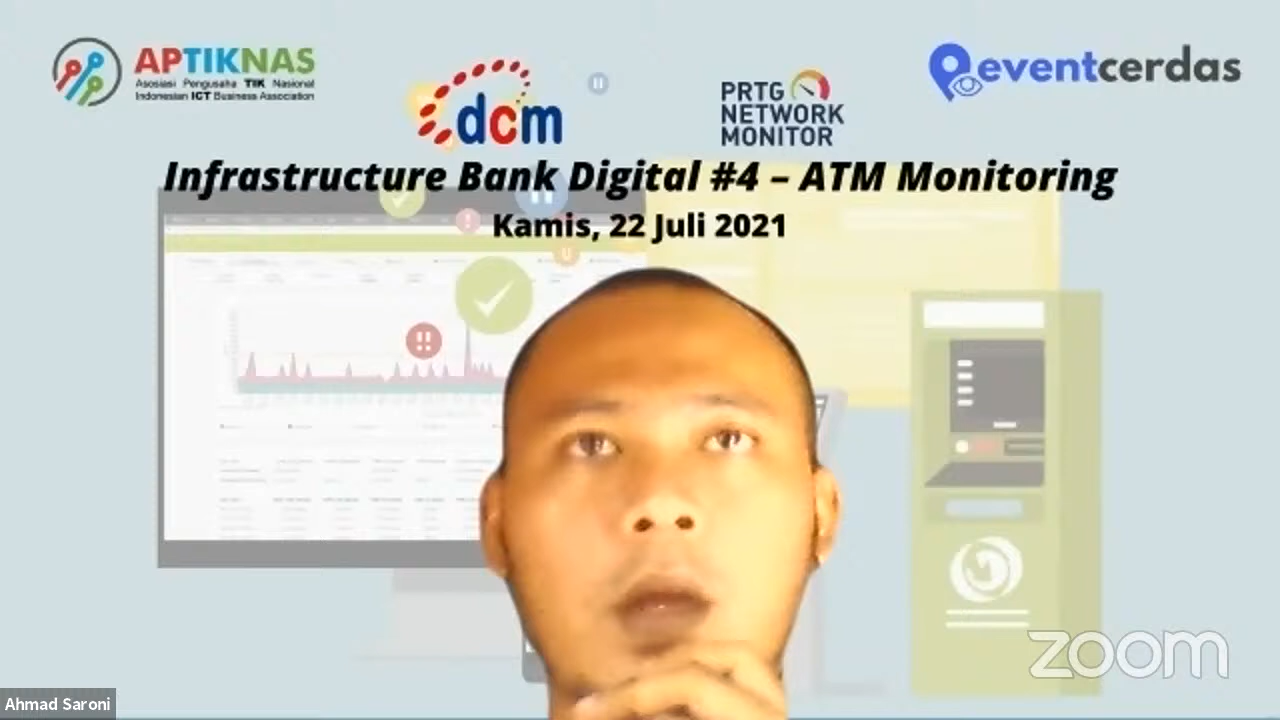 APTIKNAS
Asosiasi Pengusaha TIK Nasional
Indonesian ICT Business Association
dcm
PRTG
NETWORK
MONITOR
eventcerdas
Infrastructure Bank Digital #4 – ATM Monitoring
Kamis, 22 Juli 2021
zoom
Ahmad Saroni